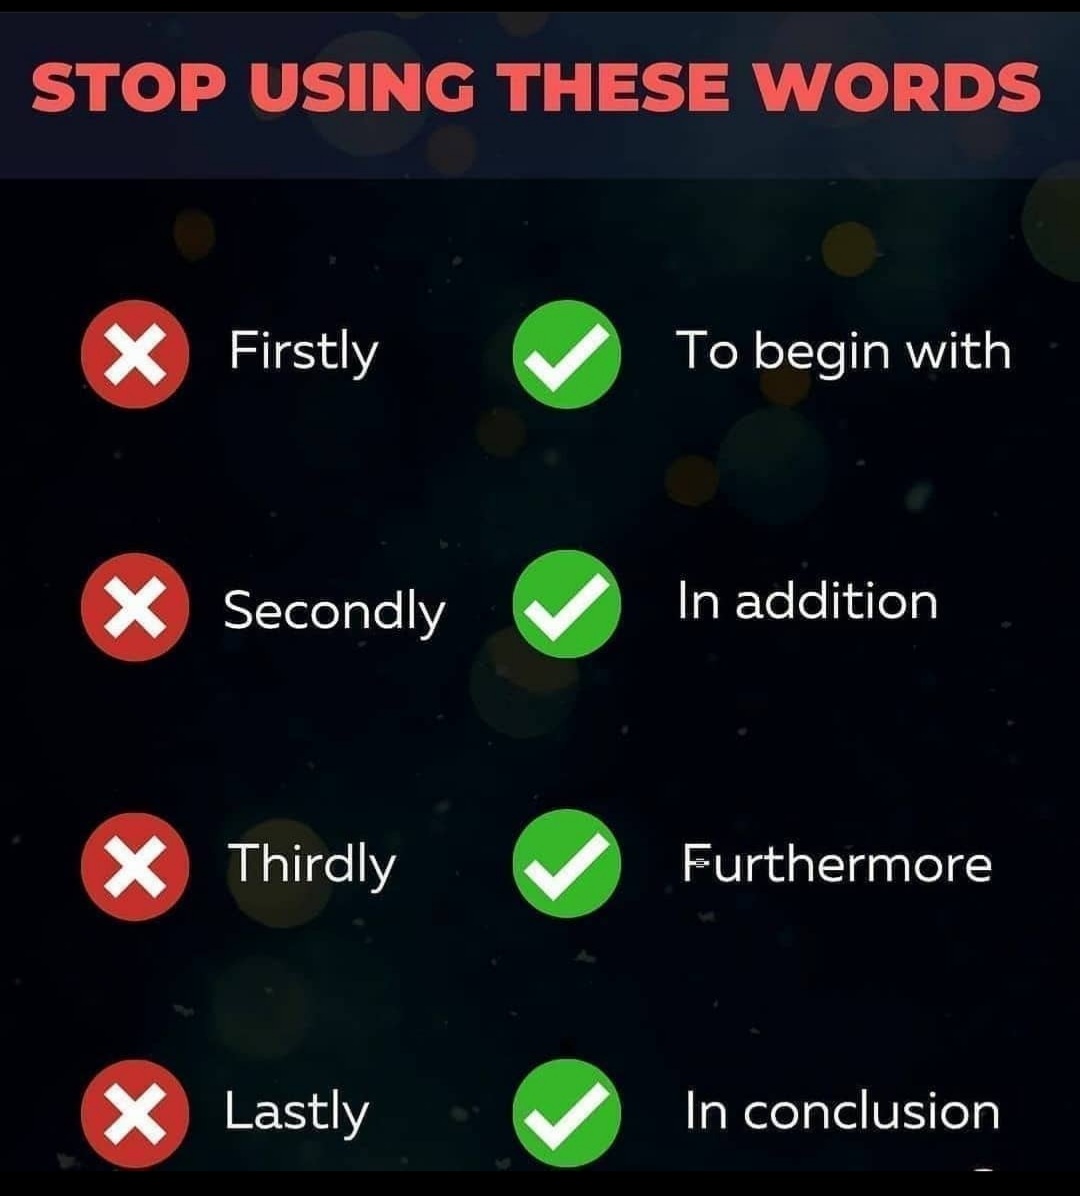 STOP USING THESE WORDS
Firstly To begin with
Secondly In addition
Thirdly Furthermore
Lastly In conclusion